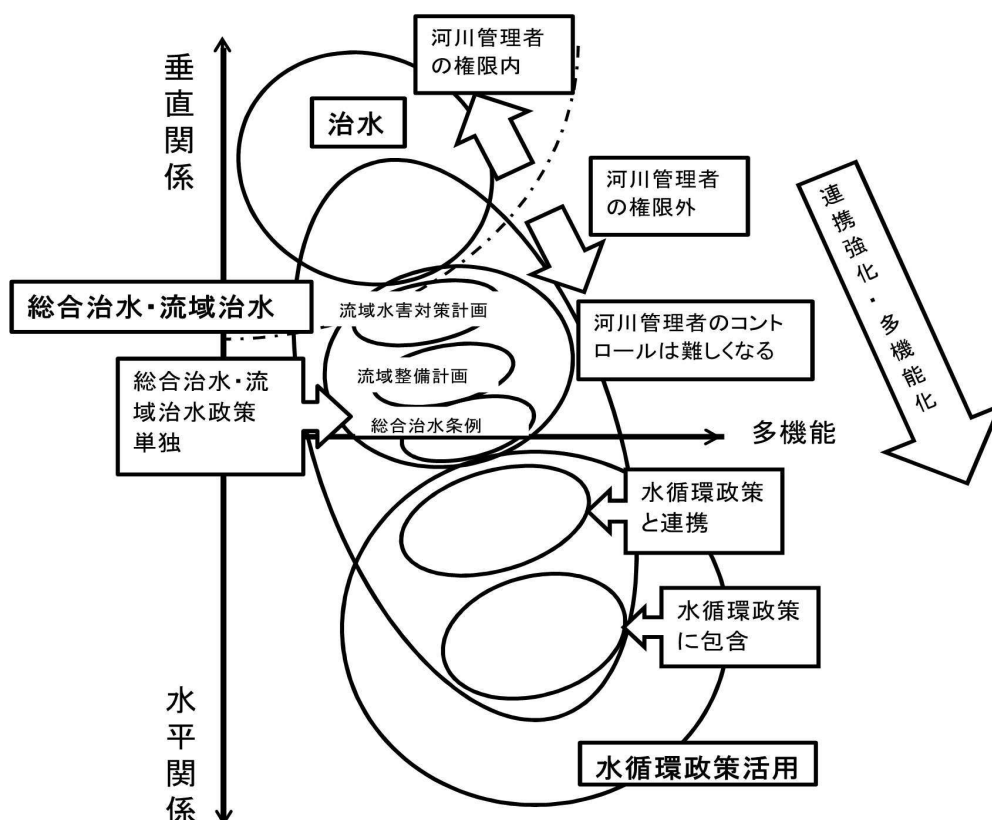 河川管理者
の権限内
垂直関係
治水
河川管理者
の権限外
連携強化・多機能化
総合治水・流域治水
流域水害対策計画
河川管理者のコント
ロールは難しくなる
総合治水・流
域治水政策
単独
流域整備計画
総合治水条例
多機能
水循環政策
と連携
水循環政策
に包含
水平関係
水循環政策活用